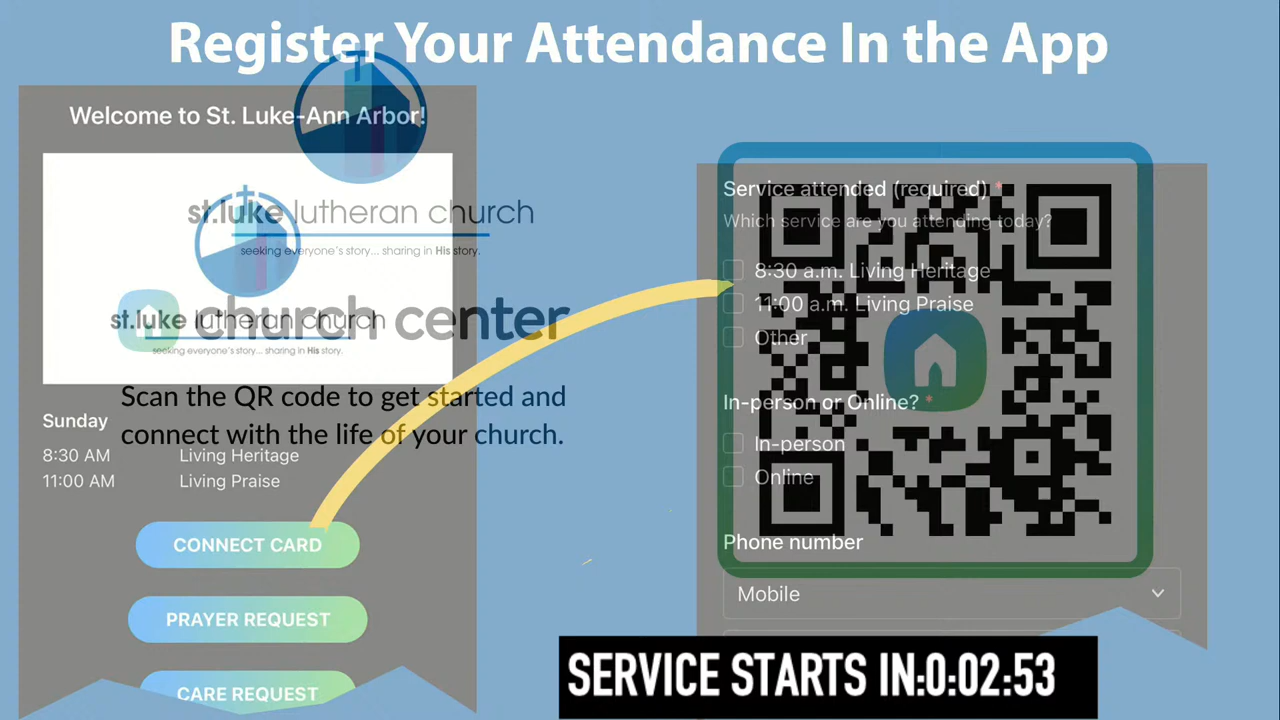 Register Your Attendance In the App
Welcome to St. Luke-Ann Arbor!
st.luke lutheran church
seeking everyone's story... sharing in His story.
church center
st.luke lutheran church
seeking everyone's story... sharing in His story.
Scan the QR code to get started and
connect with the life of your church.
Sunday
8:30 AM Living Heritage
11:00 AM Living Praise
CONNECT CARD
PRAYER REQUEST
CARE REQUEST
Service attended (required) *
Which service are you attending today?
8:30 a.m. Living Heritage
11:00 a.m. Living Praise
Other
In-person or Online? *
In-person
Online
Phone number
Mobile
SERVICE STARTS IN:0:02:53